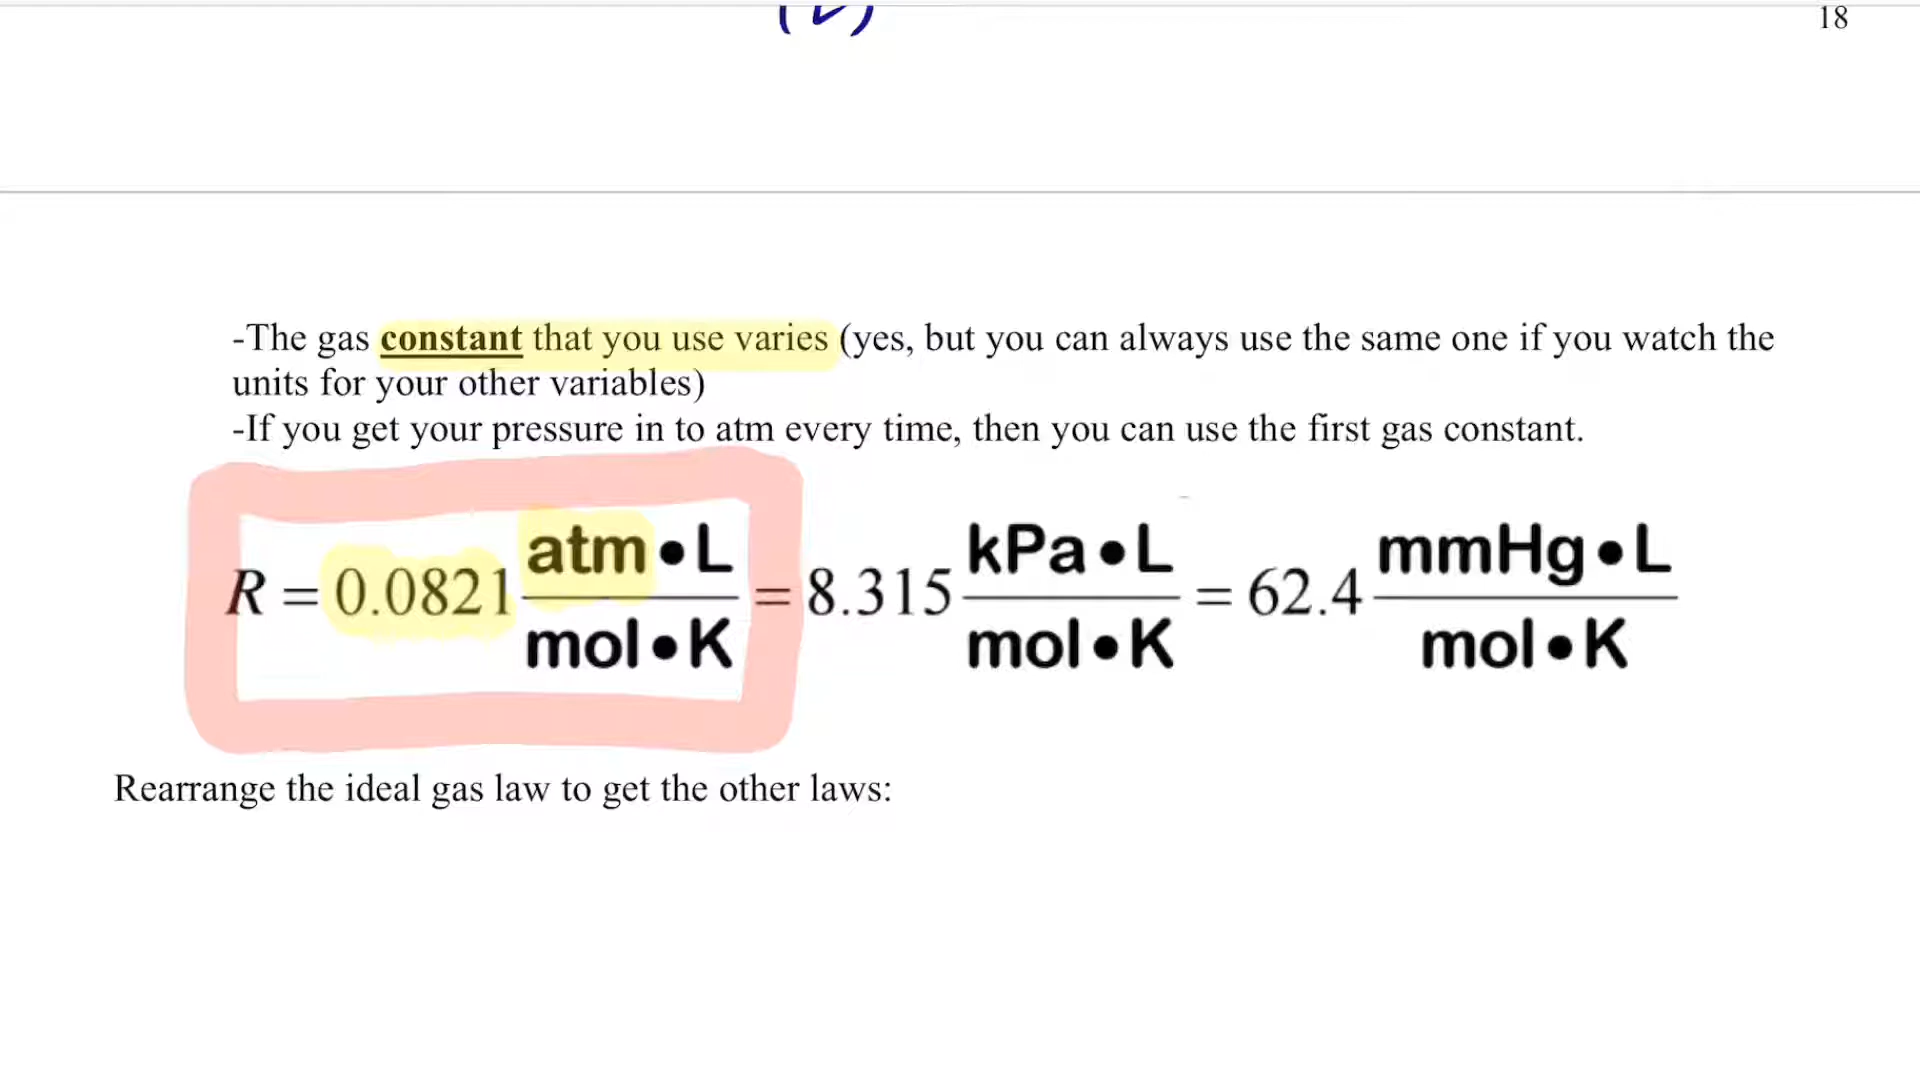 (L)
18
-The gas constant that you use varies (yes, but you can always use the same one if you watch the
units for your other variables)
-If you get your pressure in to atm every time, then you can use the first gas constant.
R = 0.0821 atm•L/mol•K = 8.315 kPa•L/mol•K = 62.4 mmHg•L/mol•K
Rearrange the ideal gas law to get the other laws: